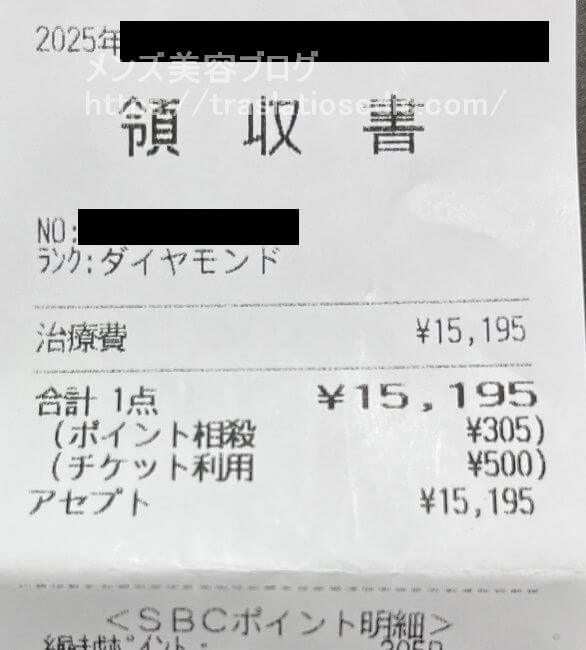 2025年
メンズ美容ブログ
領収書
NO:
ﾗﾝｸ:ダイヤモンド
治療費 ¥15,195
合計 1点 ¥15,195
(ポイント相殺 ¥305)
(チケット利用 ¥500)
アセプト ¥15,195
<SBCポイント明細>